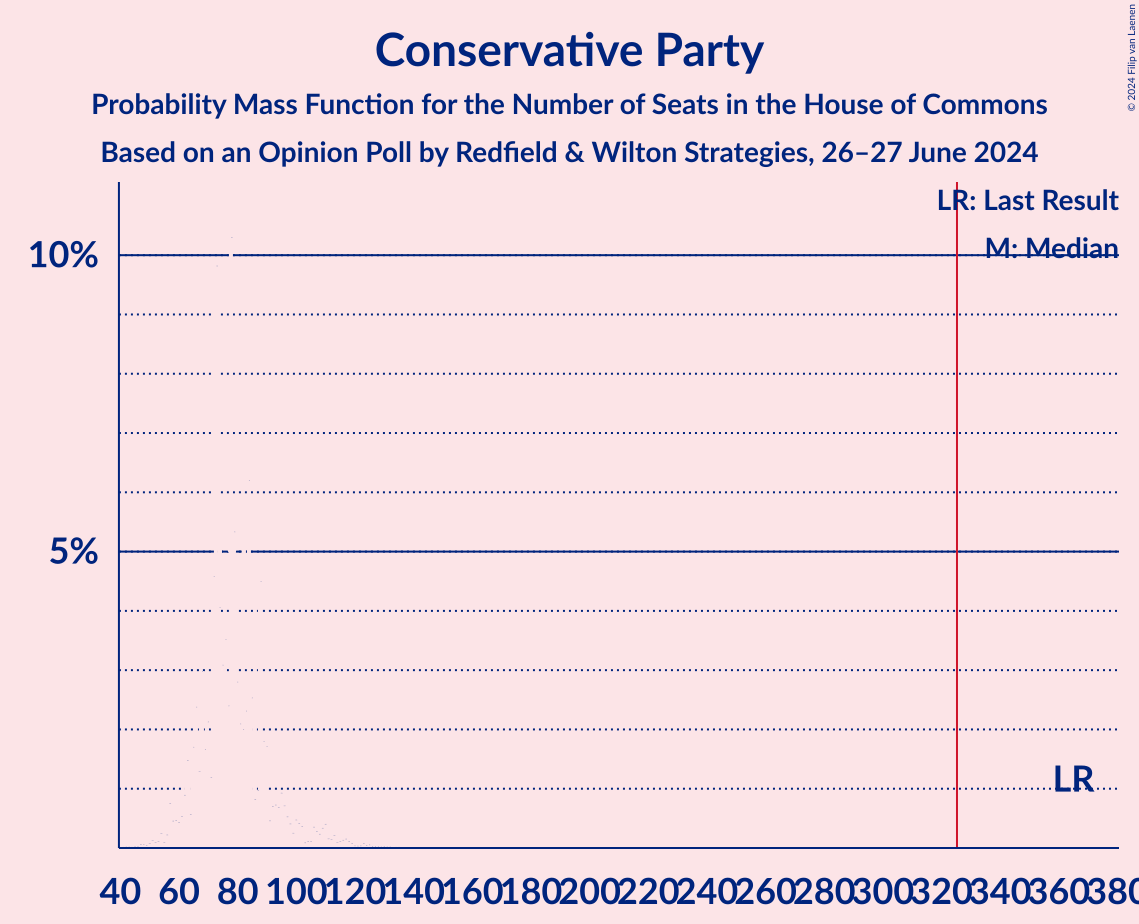 Conservative Party
Probability Mass Function for the Number of Seats in the House of Commons
Based on an Opinion Poll by Redfield & Wilton Strategies, 26–27 June 2024
© 2024 Filip van Laenen
LR: Last Result
M: Median
10%
5%
LR
40 60 80 100 120 140 160 180 200 220 240 260 280 300 320 340 360 380